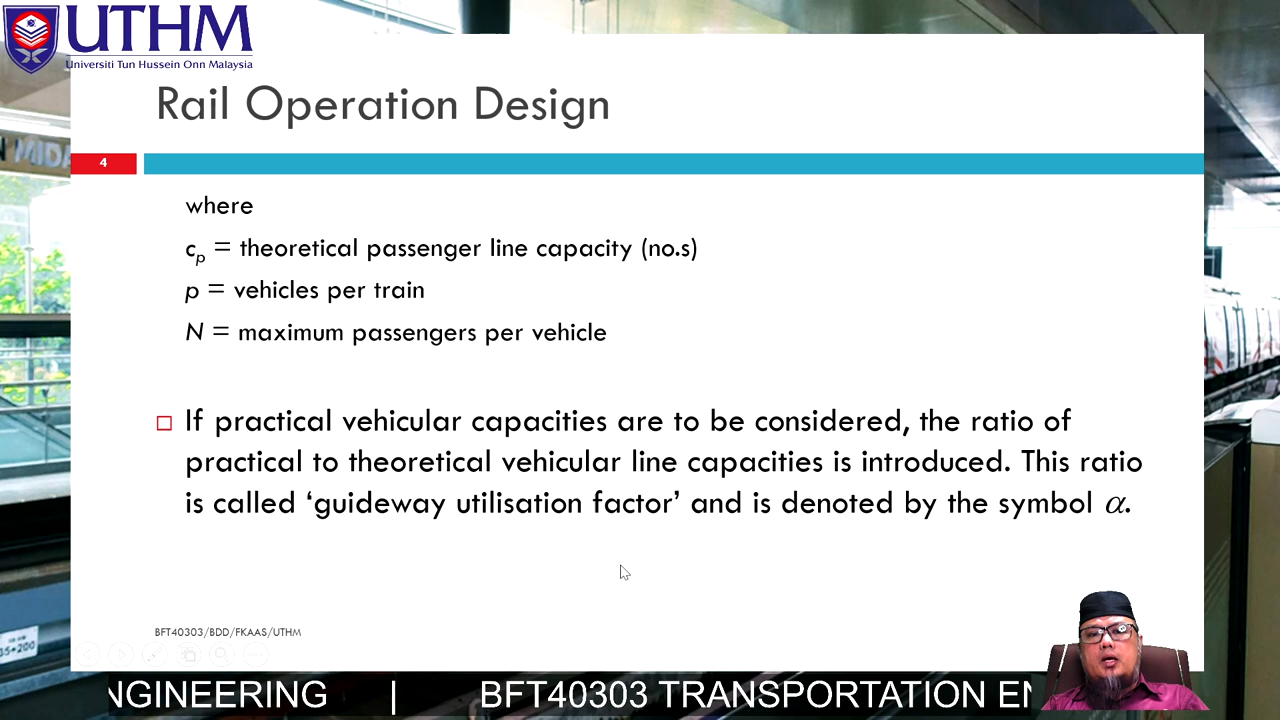 UTHM
Universiti Tun Hussein Onn Malaysia
MIDA
Rail Operation Design
4
where
cp = theoretical passenger line capacity (no.s)
p = vehicles per train
N = maximum passengers per vehicle
□ If practical vehicular capacities are to be considered, the ratio of
practical to theoretical vehicular line capacities is introduced. This ratio
is called ‘guideway utilisation factor’ and is denoted by the symbol α.
BFT40303/BDD/FKAAS/UTHM
35+200
NGINEERING | BFT40303 TRANSPORTATION EN